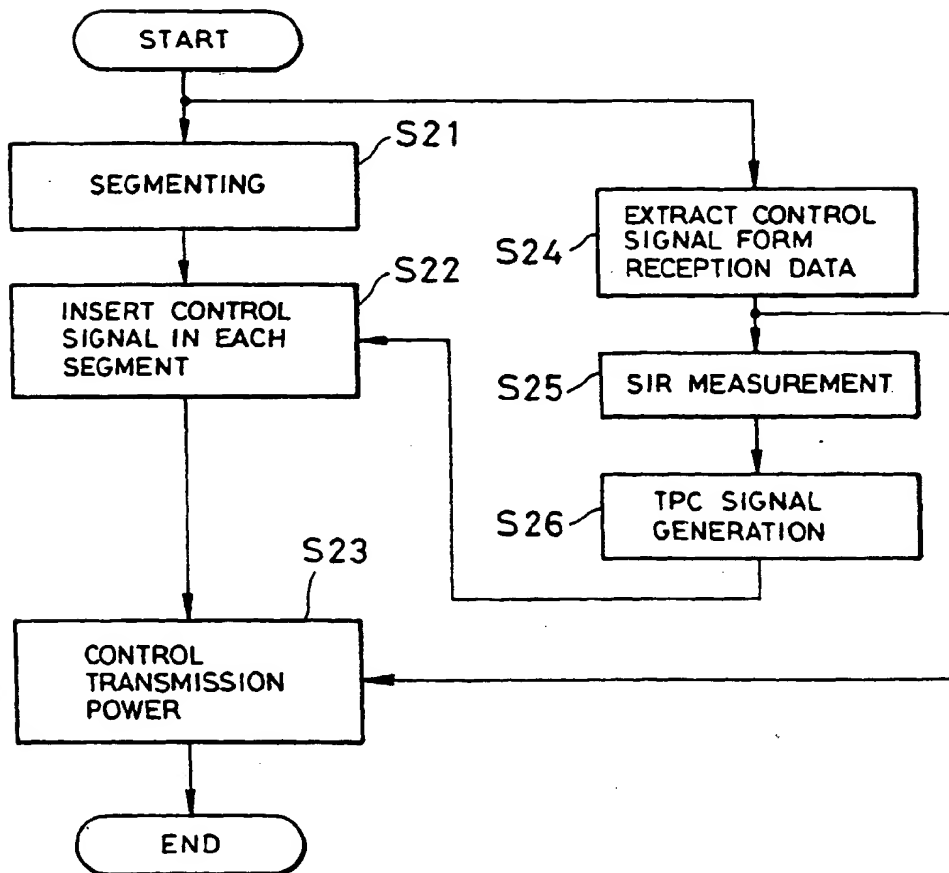 START
S21
SEGMENTING
S22
INSERT CONTROL
SIGNAL IN EACH
SEGMENT
S23
CONTROL
TRANSMISSION
POWER
END
S24
EXTRACT CONTROL
SIGNAL FORM
RECEPTION DATA
S25
SIR MEASUREMENT
S26
TPC SIGNAL
GENERATION